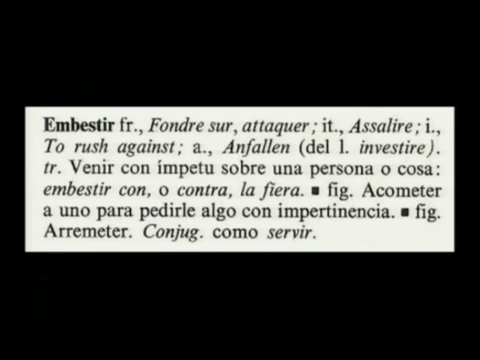 Embestir fr., Fondre sur, attaquer; it., Assalire; i.,
To rush against; a., Anfallen (del l. investire).
tr. Venir con ímpetu sobre una persona o cosa:
embestir con, o contra, la fiera. ■ fig. Acometer
a uno para pedirle algo con impertinencia. ■ fig.
Arremeter. Conjug. como servir.